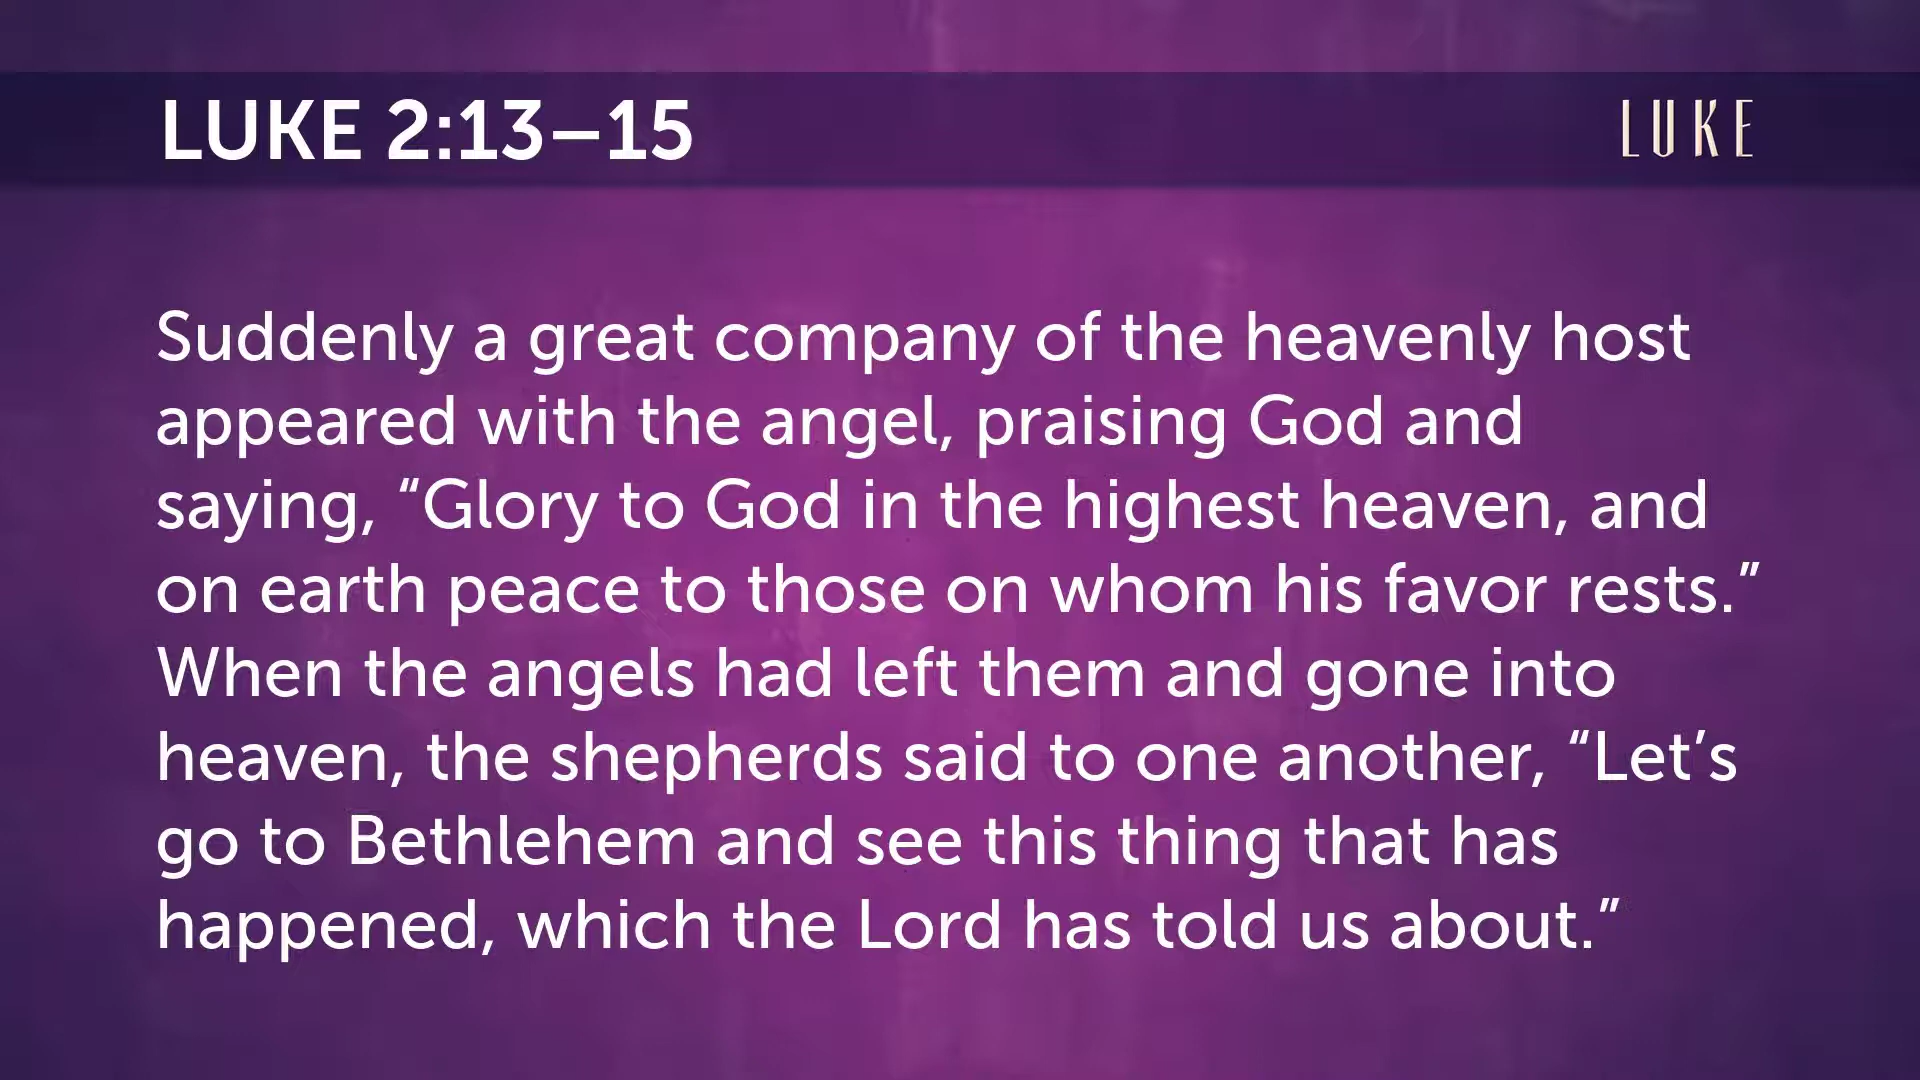 LUKE 2:13–15
LUKE
Suddenly a great company of the heavenly host
appeared with the angel, praising God and
saying, “Glory to God in the highest heaven, and
on earth peace to those on whom his favor rests.”
When the angels had left them and gone into
heaven, the shepherds said to one another, “Let’s
go to Bethlehem and see this thing that has
happened, which the Lord has told us about.”